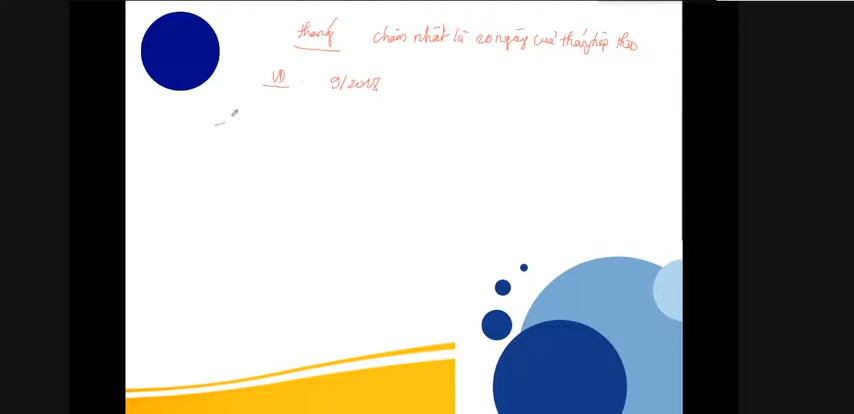 tháng chậm nhất là 20 ngày của tháng tiếp theo
VD . 9/2018